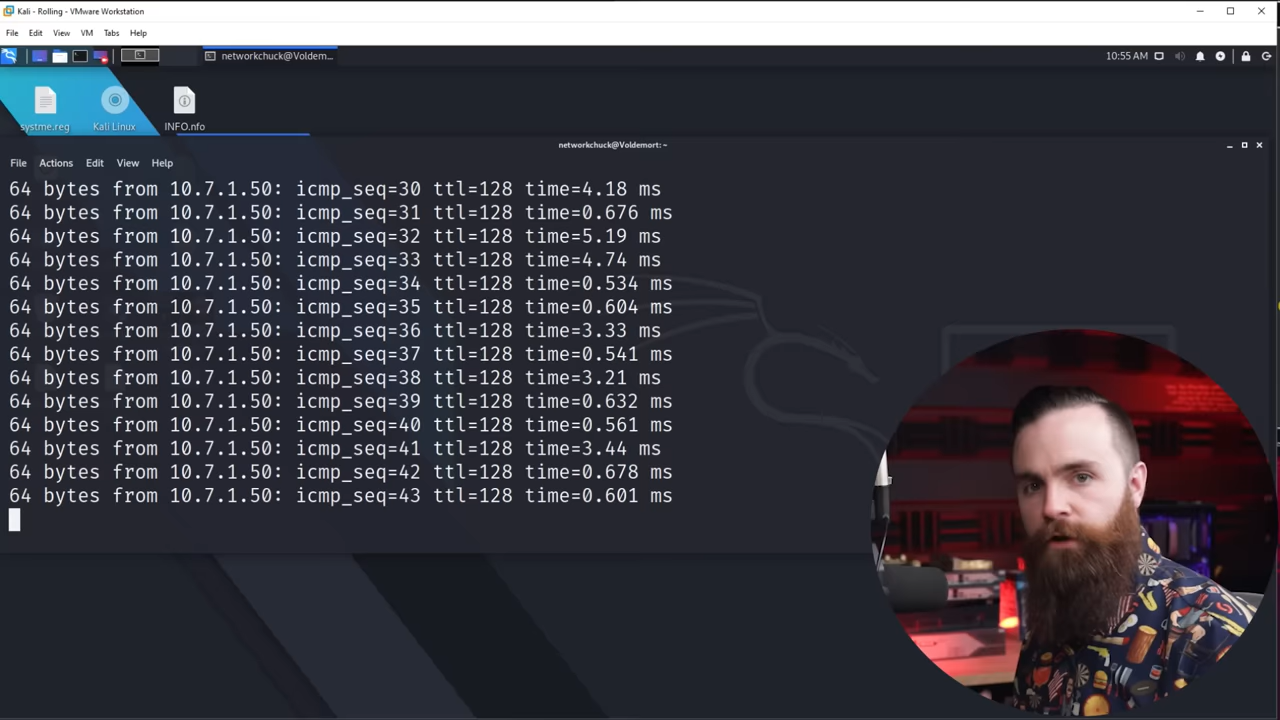 Kali - Rolling - VMware Workstation
File Edit View VM Tabs Help
networkchuck@Voldem...
10:55 AM
systme.reg Kali Linux INFO.nfo
networkchuck@Voldemort: ~
File Actions Edit View Help
64 bytes from 10.7.1.50: icmp_seq=30 ttl=128 time=4.18 ms
64 bytes from 10.7.1.50: icmp_seq=31 ttl=128 time=0.676 ms
64 bytes from 10.7.1.50: icmp_seq=32 ttl=128 time=5.19 ms
64 bytes from 10.7.1.50: icmp_seq=33 ttl=128 time=4.74 ms
64 bytes from 10.7.1.50: icmp_seq=34 ttl=128 time=0.534 ms
64 bytes from 10.7.1.50: icmp_seq=35 ttl=128 time=0.604 ms
64 bytes from 10.7.1.50: icmp_seq=36 ttl=128 time=3.33 ms
64 bytes from 10.7.1.50: icmp_seq=37 ttl=128 time=0.541 ms
64 bytes from 10.7.1.50: icmp_seq=38 ttl=128 time=3.21 ms
64 bytes from 10.7.1.50: icmp_seq=39 ttl=128 time=0.632 ms
64 bytes from 10.7.1.50: icmp_seq=40 ttl=128 time=0.561 ms
64 bytes from 10.7.1.50: icmp_seq=41 ttl=128 time=3.44 ms
64 bytes from 10.7.1.50: icmp_seq=42 ttl=128 time=0.678 ms
64 bytes from 10.7.1.50: icmp_seq=43 ttl=128 time=0.601 ms